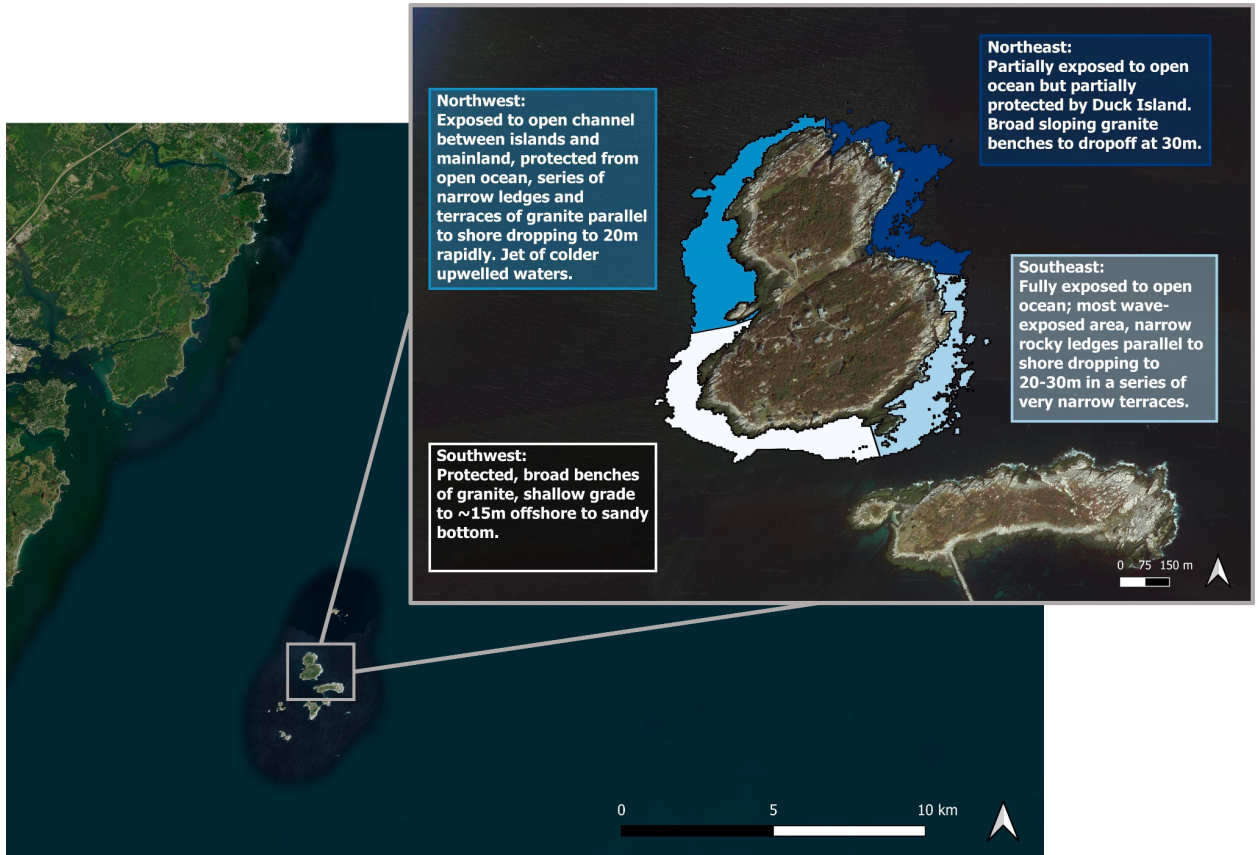 Northwest:
Exposed to open channel
between islands and
mainland, protected from
open ocean, series of
narrow ledges and
terraces of granite parallel
to shore dropping to 20m
rapidly. Jet of colder
upwelled waters.
Northeast:
Partially exposed to open
ocean but partially
protected by Duck Island.
Broad sloping granite
benches to dropoff at 30m.
Southeast:
Fully exposed to open
ocean; most wave-
exposed area, narrow
rocky ledges parallel to
shore dropping to
20-30m in a series of
very narrow terraces.
Southwest:
Protected, broad benches
of granite, shallow grade
to ~15m offshore to sandy
bottom.
0 75 150 m
0 5 10 km